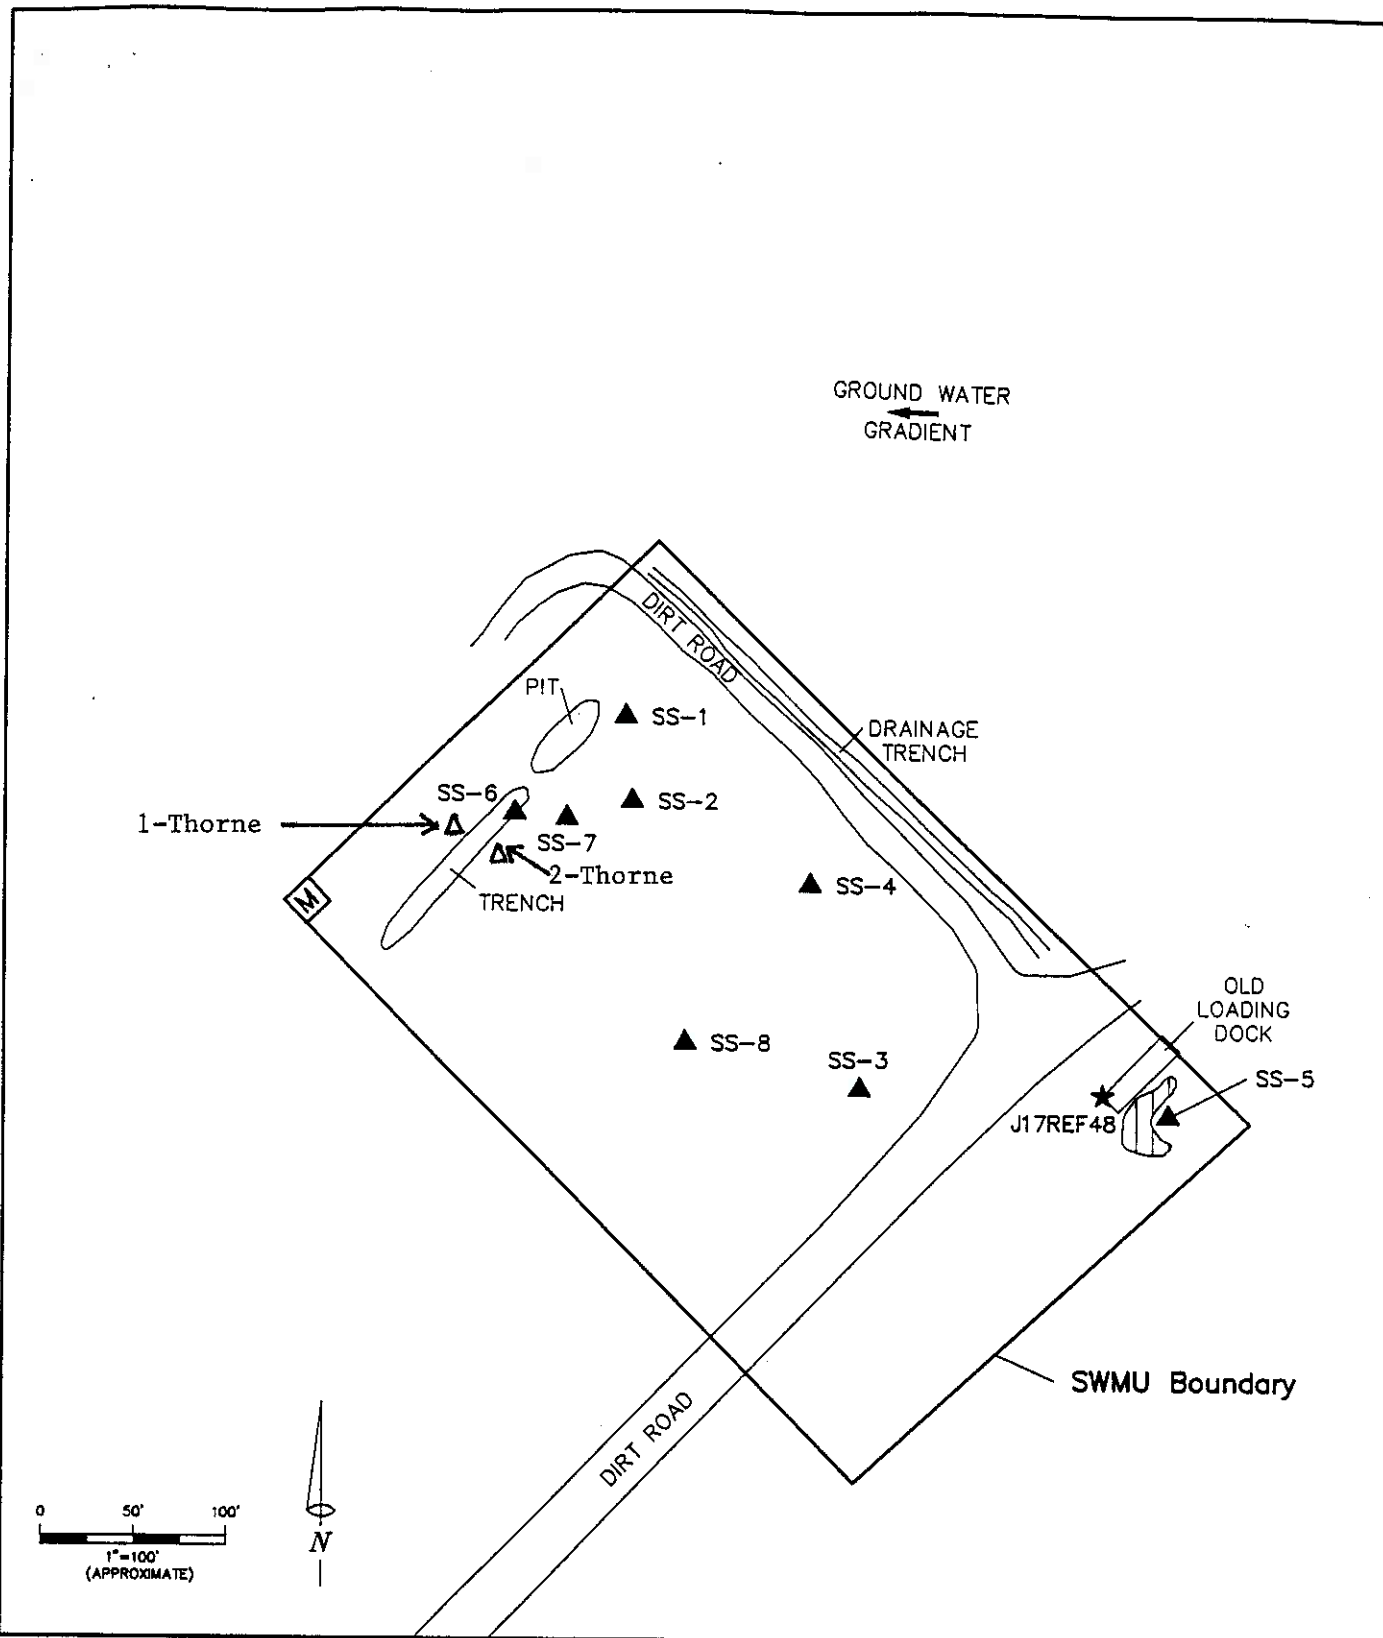 GROUND WATER
GRADIENT
DIRT ROAD
PIT
SS-1
DRAINAGE
TRENCH
SS-6
SS-2
1-Thorne
SS-7
2-Thorne
SS-4
TRENCH
M
OLD
LOADING
DOCK
SS-8
SS-3
SS-5
J17REF48
SWMU Boundary
DIRT ROAD
0 50' 100'
1"=100'
(APPROXIMATE)
N